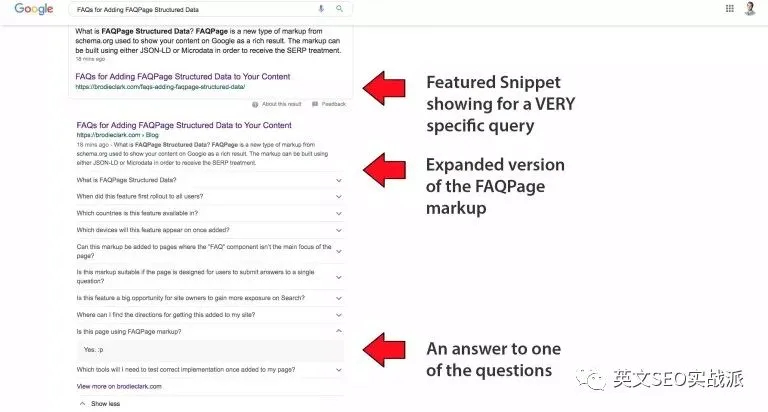 Google
FAQs for Adding FAQPage Structured Data
What is FAQPage Structured Data? FAQPage is a new type of markup from
schema.org used to show your content on Google as a rich result. The markup can
be built using either JSON-LD or Microdata in order to receive the SERP treatment.
18 mins ago
FAQs for Adding FAQPage Structured Data to Your Content
https://brodieclark.com/faqs-adding-faqpage-structured-data/
About this result
Feedback
Featured Snippet
showing for a VERY
specific query
FAQs for Adding FAQPage Structured Data to Your Content
https://brodieclark.com › Blog
18 mins ago - What is FAQPage Structured Data? FAQPage is a new type of markup from
schema.org used to show your content on Google as a rich result. The markup can be built using
either JSON-LD or Microdata in order to receive the SERP treatment.
Expanded version
of the FAQPage
markup
What is FAQPage Structured Data?
When did this feature first rollout to all users?
Which countries is this feature available in?
Which devices will this feature appear on once added?
Can this markup be added to pages where the "FAQ" component isn't the main focus of the
page?
Is this markup suitable if the page is designed for users to submit answers to a single
question?
Is this feature a big opportunity for site owners to gain more exposure on Search?
Where can I find the directions for getting this added to my site?
Is this page using FAQPage markup?
Yes. :p
An answer to one
of the questions
Which tools will I need to test correct implementation once added to my page?
View more on brodieclark.com
Show less
英文SEO实战派